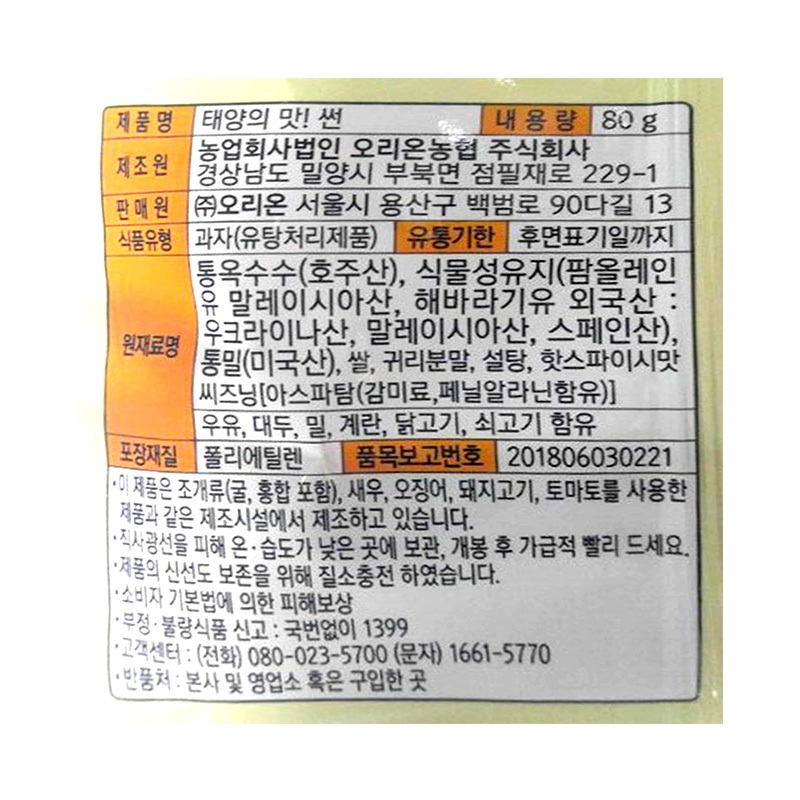 제품명 태양의 맛! 썬 내용량 80 g
제조원 농업회사법인 오리온농협 주식회사
경상남도 밀양시 부북면 점필재로 229-1
판매원 ㈜오리온 서울시 용산구 백범로 90다길 13
식품유형 과자(유탕처리제품) 유통기한 후면표기일까지
원재료명 통옥수수(호주산), 식물성유지(팜올레인
유 말레이시아산, 해바라기유 외국산 :
우크라이나산, 말레이시아산, 스페인산),
통밀(미국산), 쌀, 귀리분말, 설탕, 핫스파이시맛
씨즈닝[아스파탐(감미료,페닐알라닌함유)]
우유, 대두, 밀, 계란, 닭고기, 쇠고기 함유
포장재질 폴리에틸렌 품목보고번호 201806030221
·이 제품은 조개류(굴, 홍합 포함), 새우, 오징어, 돼지고기, 토마토를 사용한
제품과 같은 제조시설에서 제조하고 있습니다.
·직사광선을 피해 온·습도가 낮은 곳에 보관, 개봉 후 가급적 빨리 드세요.
·제품의 신선도 보존을 위해 질소충전 하였습니다.
·소비자 기본법에 의한 피해보상
·부정·불량식품 신고 : 국번없이 1399
·고객센터 : (전화) 080-023-5700 (문자) 1661-5770
·반품처 : 본사 및 영업소 혹은 구입한 곳